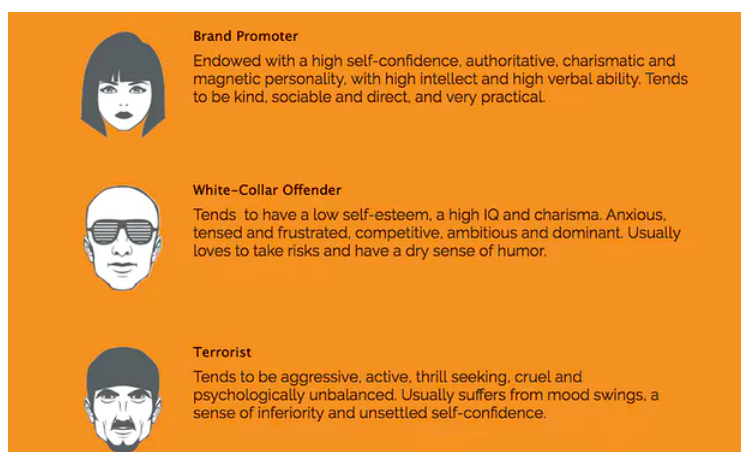 Brand Promoter
Endowed with a high self-confidence, authoritative, charismatic and
magnetic personality, with high intellect and high verbal ability. Tends
to be kind, sociable and direct, and very practical.
White-Collar Offender
Tends to have a low self-esteem, a high IQ and charisma. Anxious,
tensed and frustrated, competitive, ambitious and dominant. Usually
loves to take risks and have a dry sense of humor.
Terrorist
Tends to be aggressive, active, thrill seeking, cruel and
psychologically unbalanced. Usually suffers from mood swings, a
sense of inferiority and unsettled self-confidence.